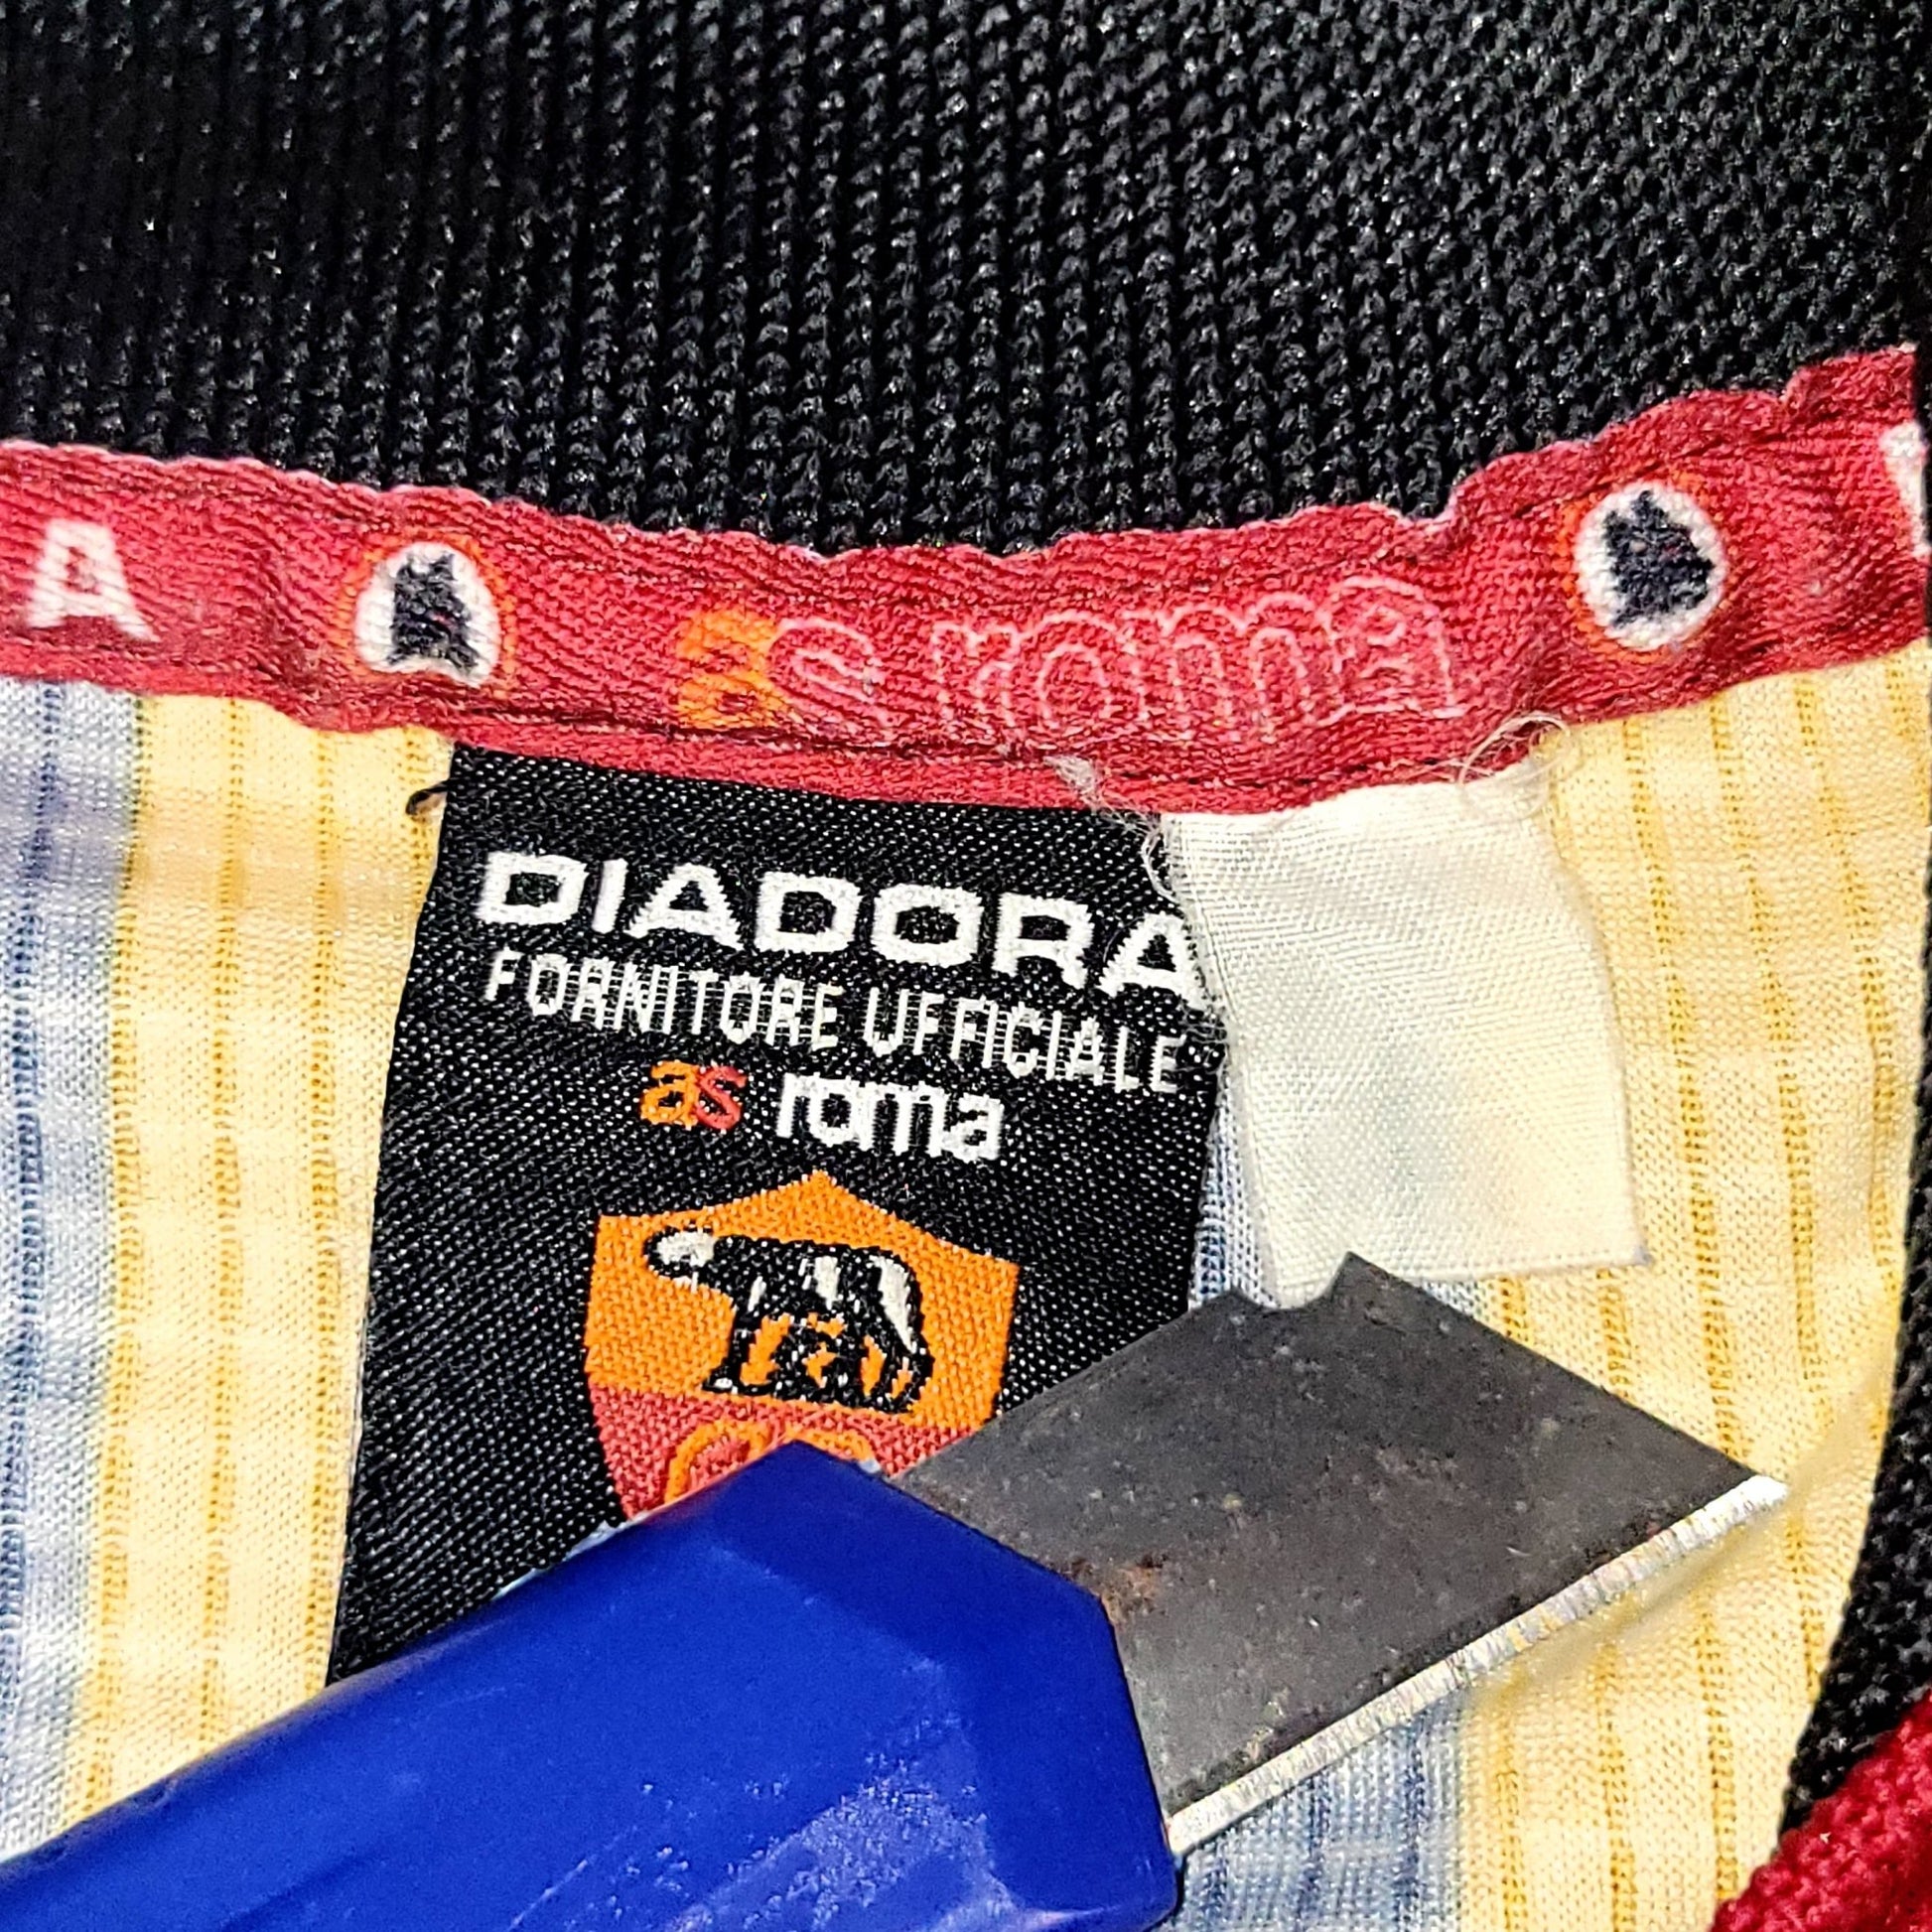 A as roma
DIADORA
FORNITORE UFFICIALE
as roma